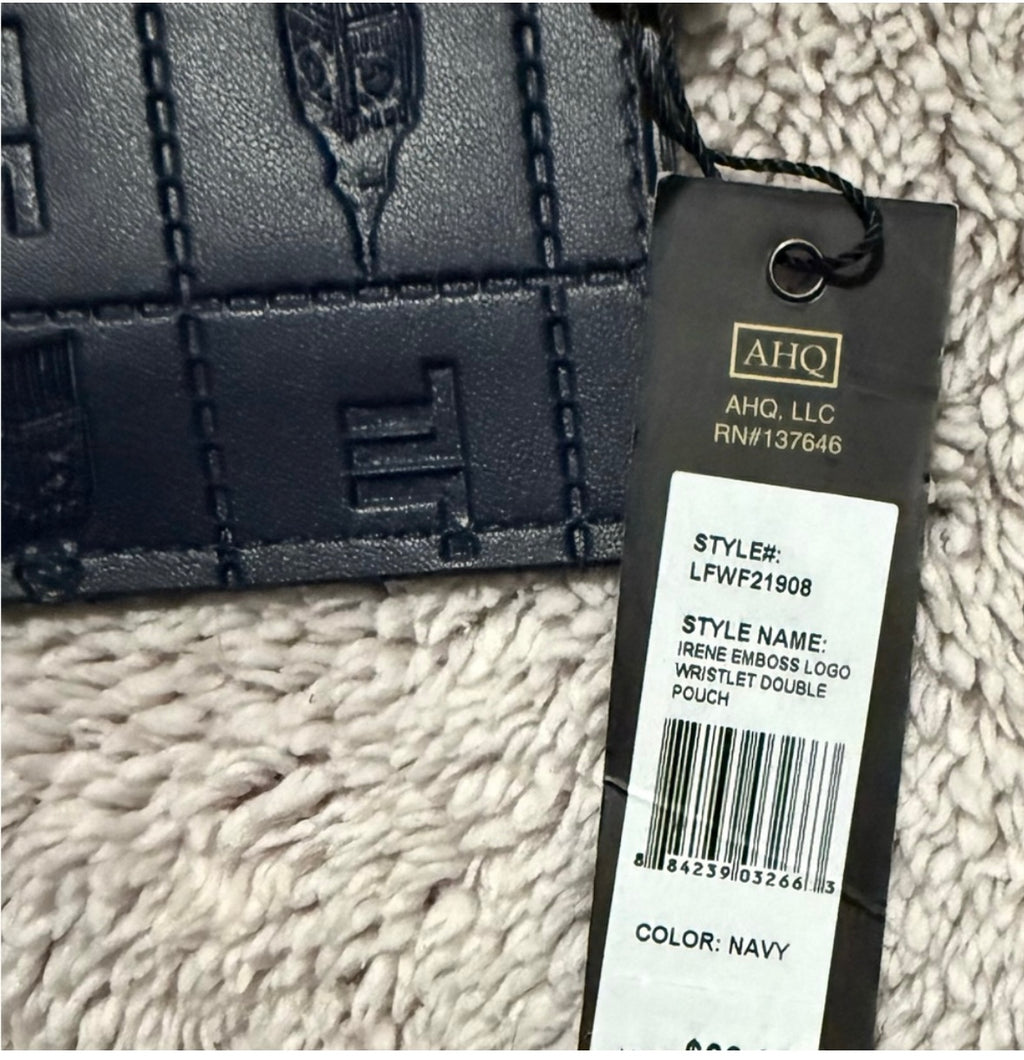 AHQ
AHQ, LLC
RN#137646
STYLE#:
LFWF21908
STYLE NAME:
IRENE EMBOSS LOGO
WRISTLET DOUBLE
POUCH
8 84239 03266 3
COLOR: NAVY